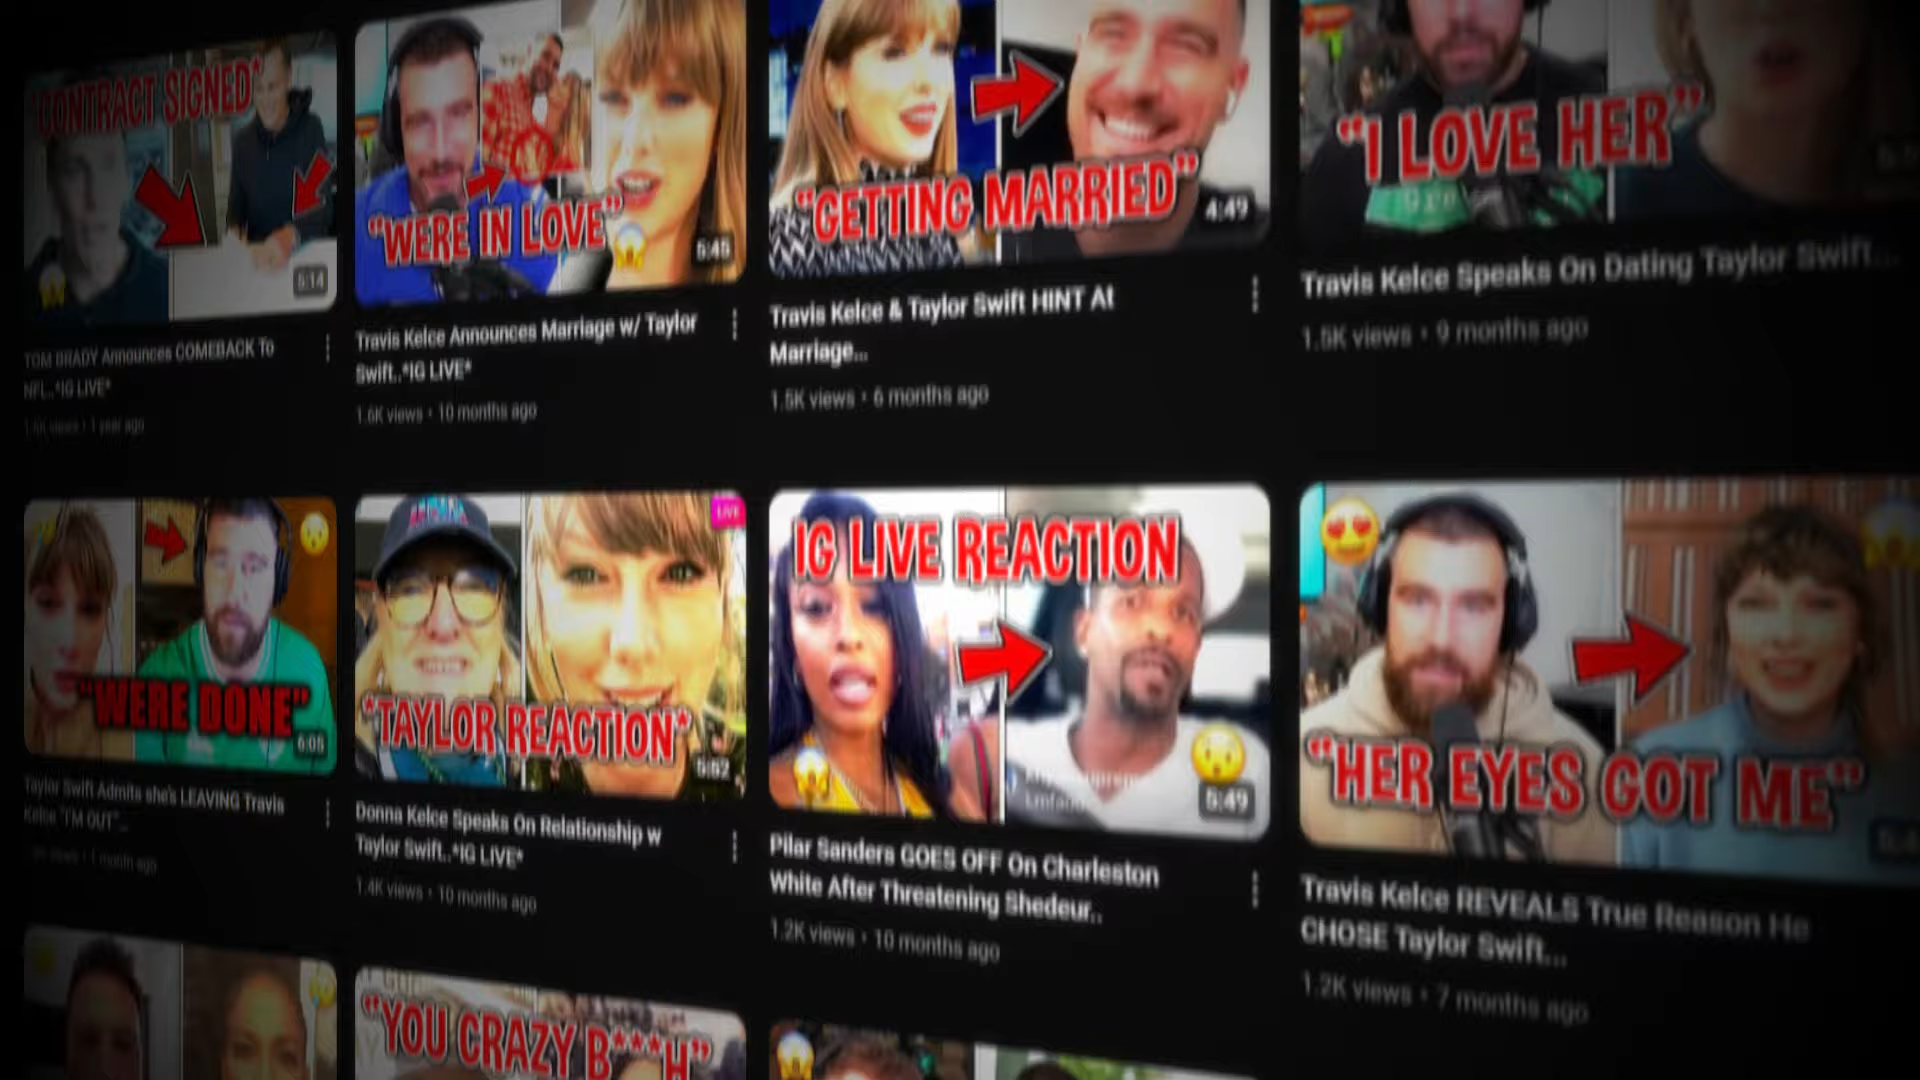 *CONTRACT SIGNED*
5:14
TOM BRADY Announces COMEBACK To
NFL..*IG LIVE*
1 year ago
"WERE IN LOVE"
5:45
Travis Kelce Announces Marriage w/ Taylor
Swift..*IG LIVE*
1.6K views • 10 months ago
"GETTING MARRIED"
4:49
Travis Kelce & Taylor Swift HINT At
Marriage...
1.5K views • 6 months ago
"I LOVE HER"
Travis Kelce Speaks On Dating Taylor Swift...
1.5K views • 9 months ago
"WERE DONE"
6:05
Taylor Swift Admits she's LEAVING Travis
Kelce "I'M OUT"...
1 month ago
LIVE
*TAYLOR REACTION*
5:52
Donna Kelce Speaks On Relationship w
Taylor Swift..*IG LIVE*
1.4K views • 10 months ago
IG LIVE REACTION
5:49
Pilar Sanders GOES OFF On Charleston
White After Threatening Shedeur..
1.2K views • 10 months ago
"HER EYES GOT ME"
Travis Kelce REVEALS True Reason He
CHOSE Taylor Swift...
1.2K views • 7 months ago
"YOU CRAZY B***H"